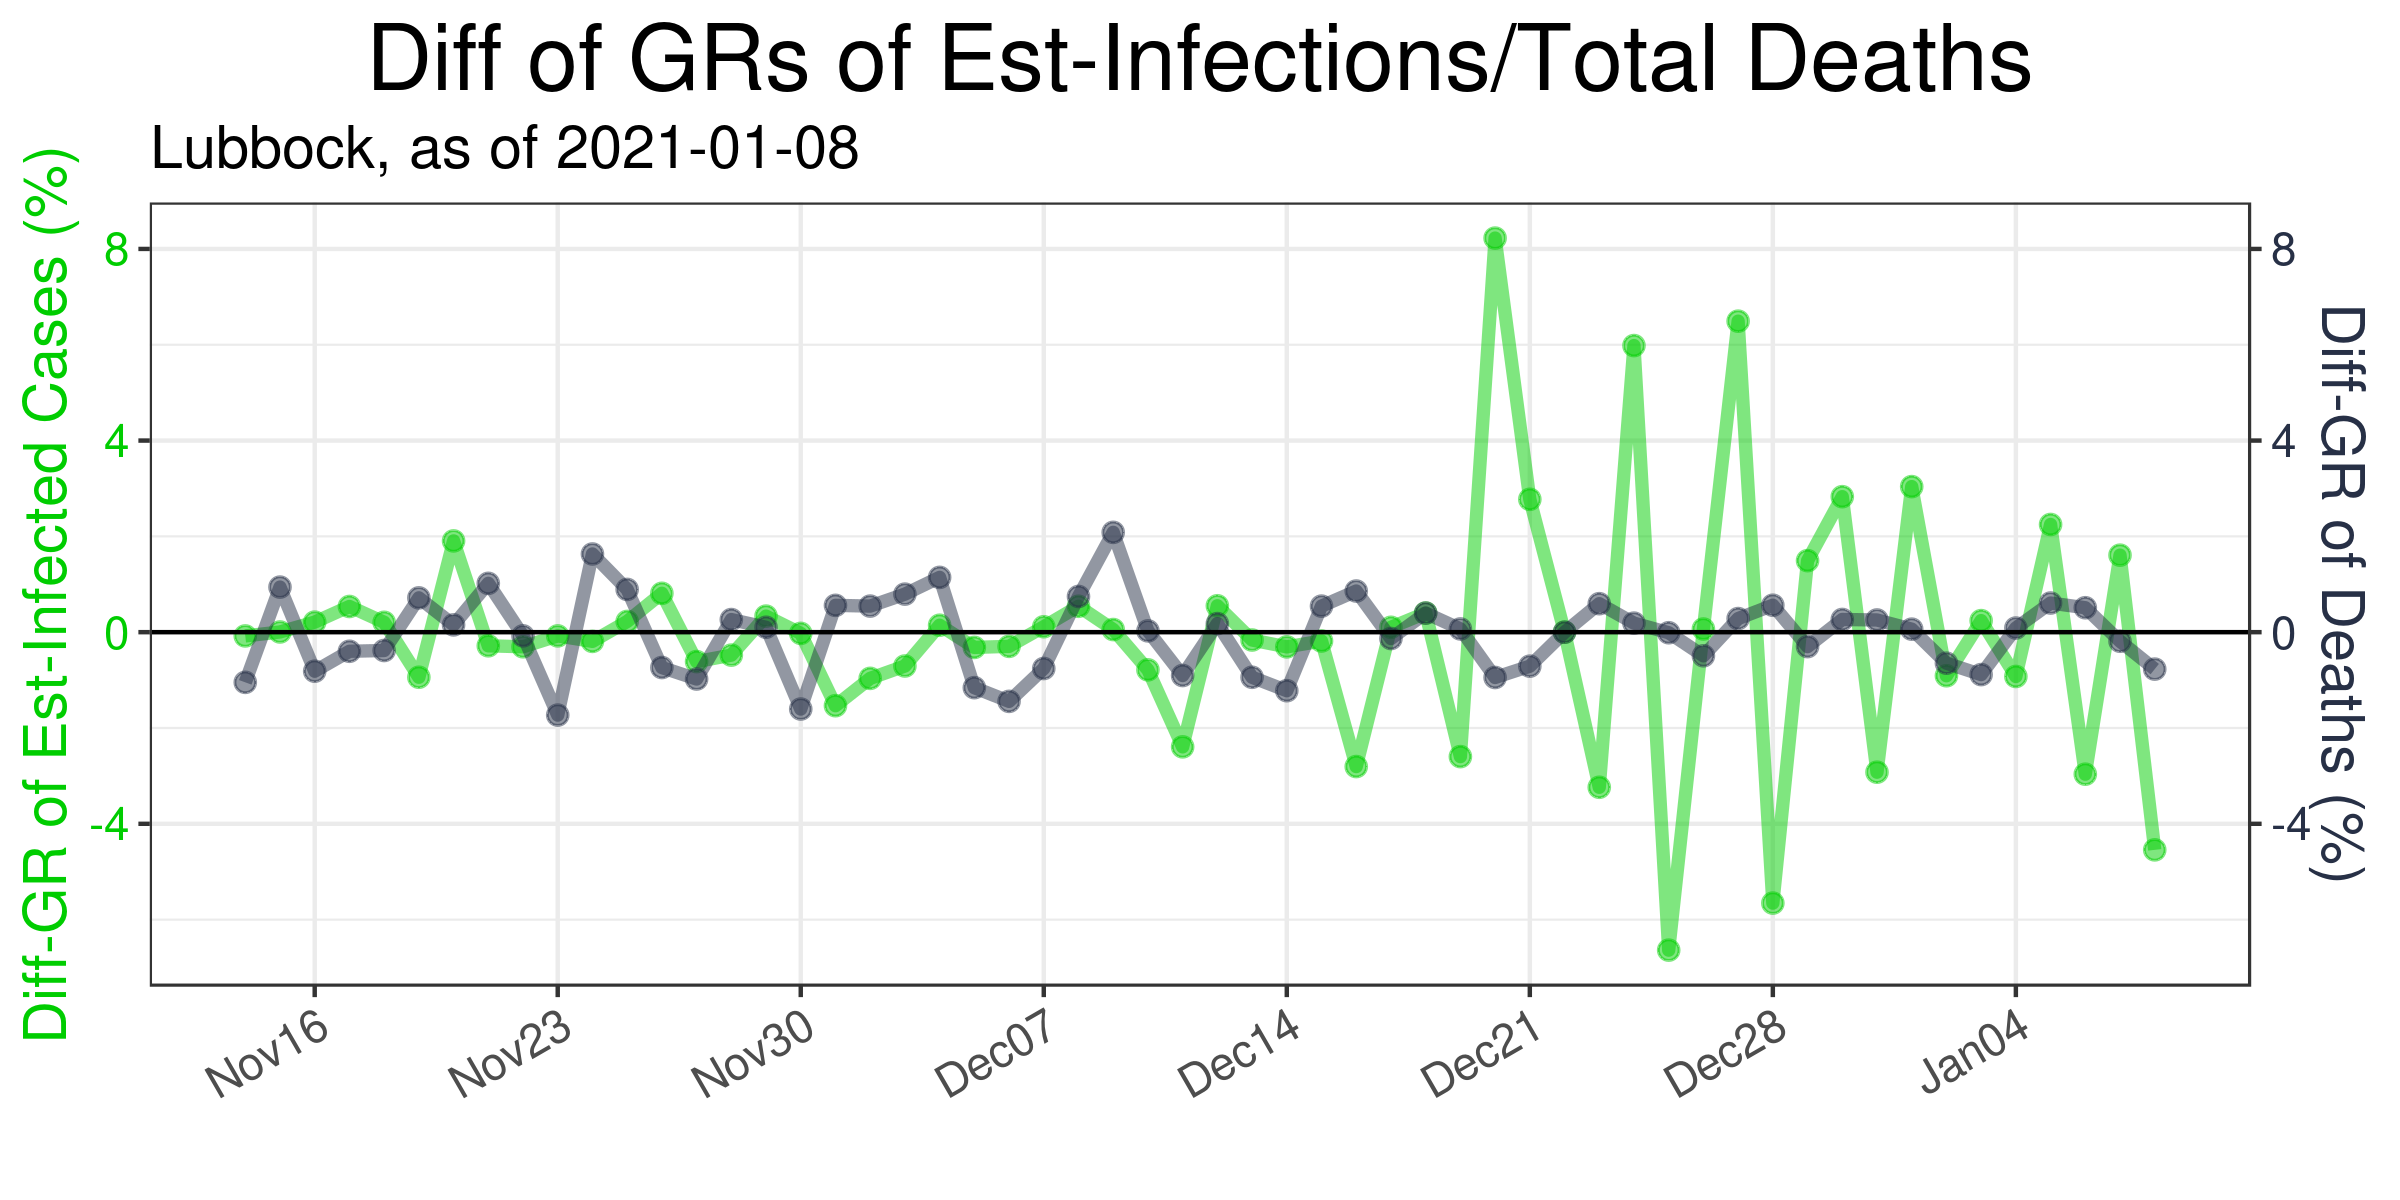 Diff of GRs of Est-Infections/Total Deaths
Lubbock, as of 2021-01-08
Diff-GR of Est-Infected Cases (%)
8
4
0
-4
8
4
0
-4
Diff-GR of Deaths (%)
Nov16
Nov23
Nov30
Dec07
Dec14
Dec21
Dec28
Jan04